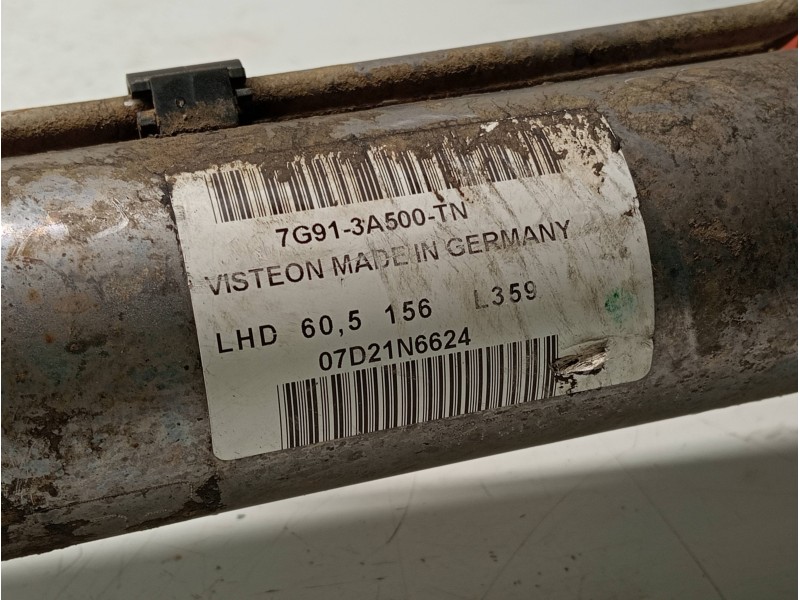 7G91-3A500-TN
VISTEON MADE IN GERMANY
LHD 60,5 156 L359
07D21N6624